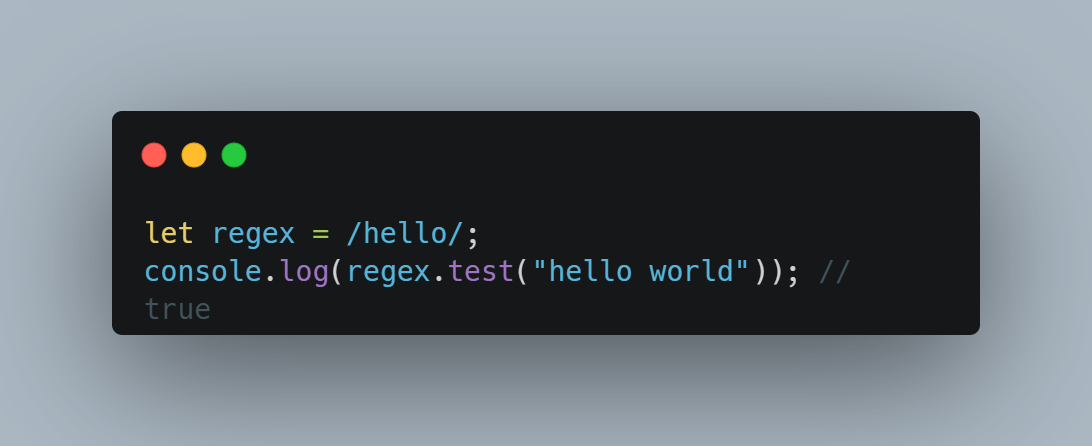 let regex = /hello/;
console.log(regex.test("hello world")); //
true